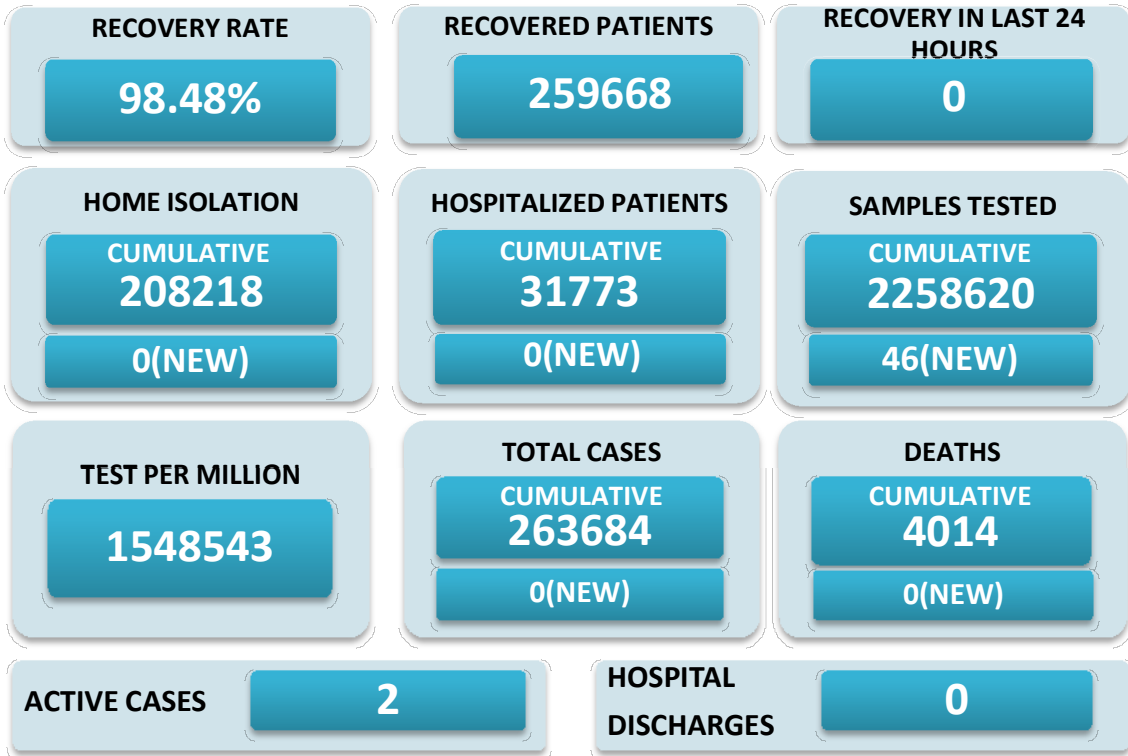 RECOVERY RATE
98.48%
RECOVERED PATIENTS
259668
RECOVERY IN LAST 24
HOURS
0
HOME ISOLATION
CUMULATIVE
208218
0(NEW)
HOSPITALIZED PATIENTS
CUMULATIVE
31773
0(NEW)
SAMPLES TESTED
CUMULATIVE
2258620
46(NEW)
TEST PER MILLION
1548543
TOTAL CASES
CUMULATIVE
263684
0(NEW)
DEATHS
CUMULATIVE
4014
0(NEW)
ACTIVE CASES
2
HOSPITAL
DISCHARGES
0